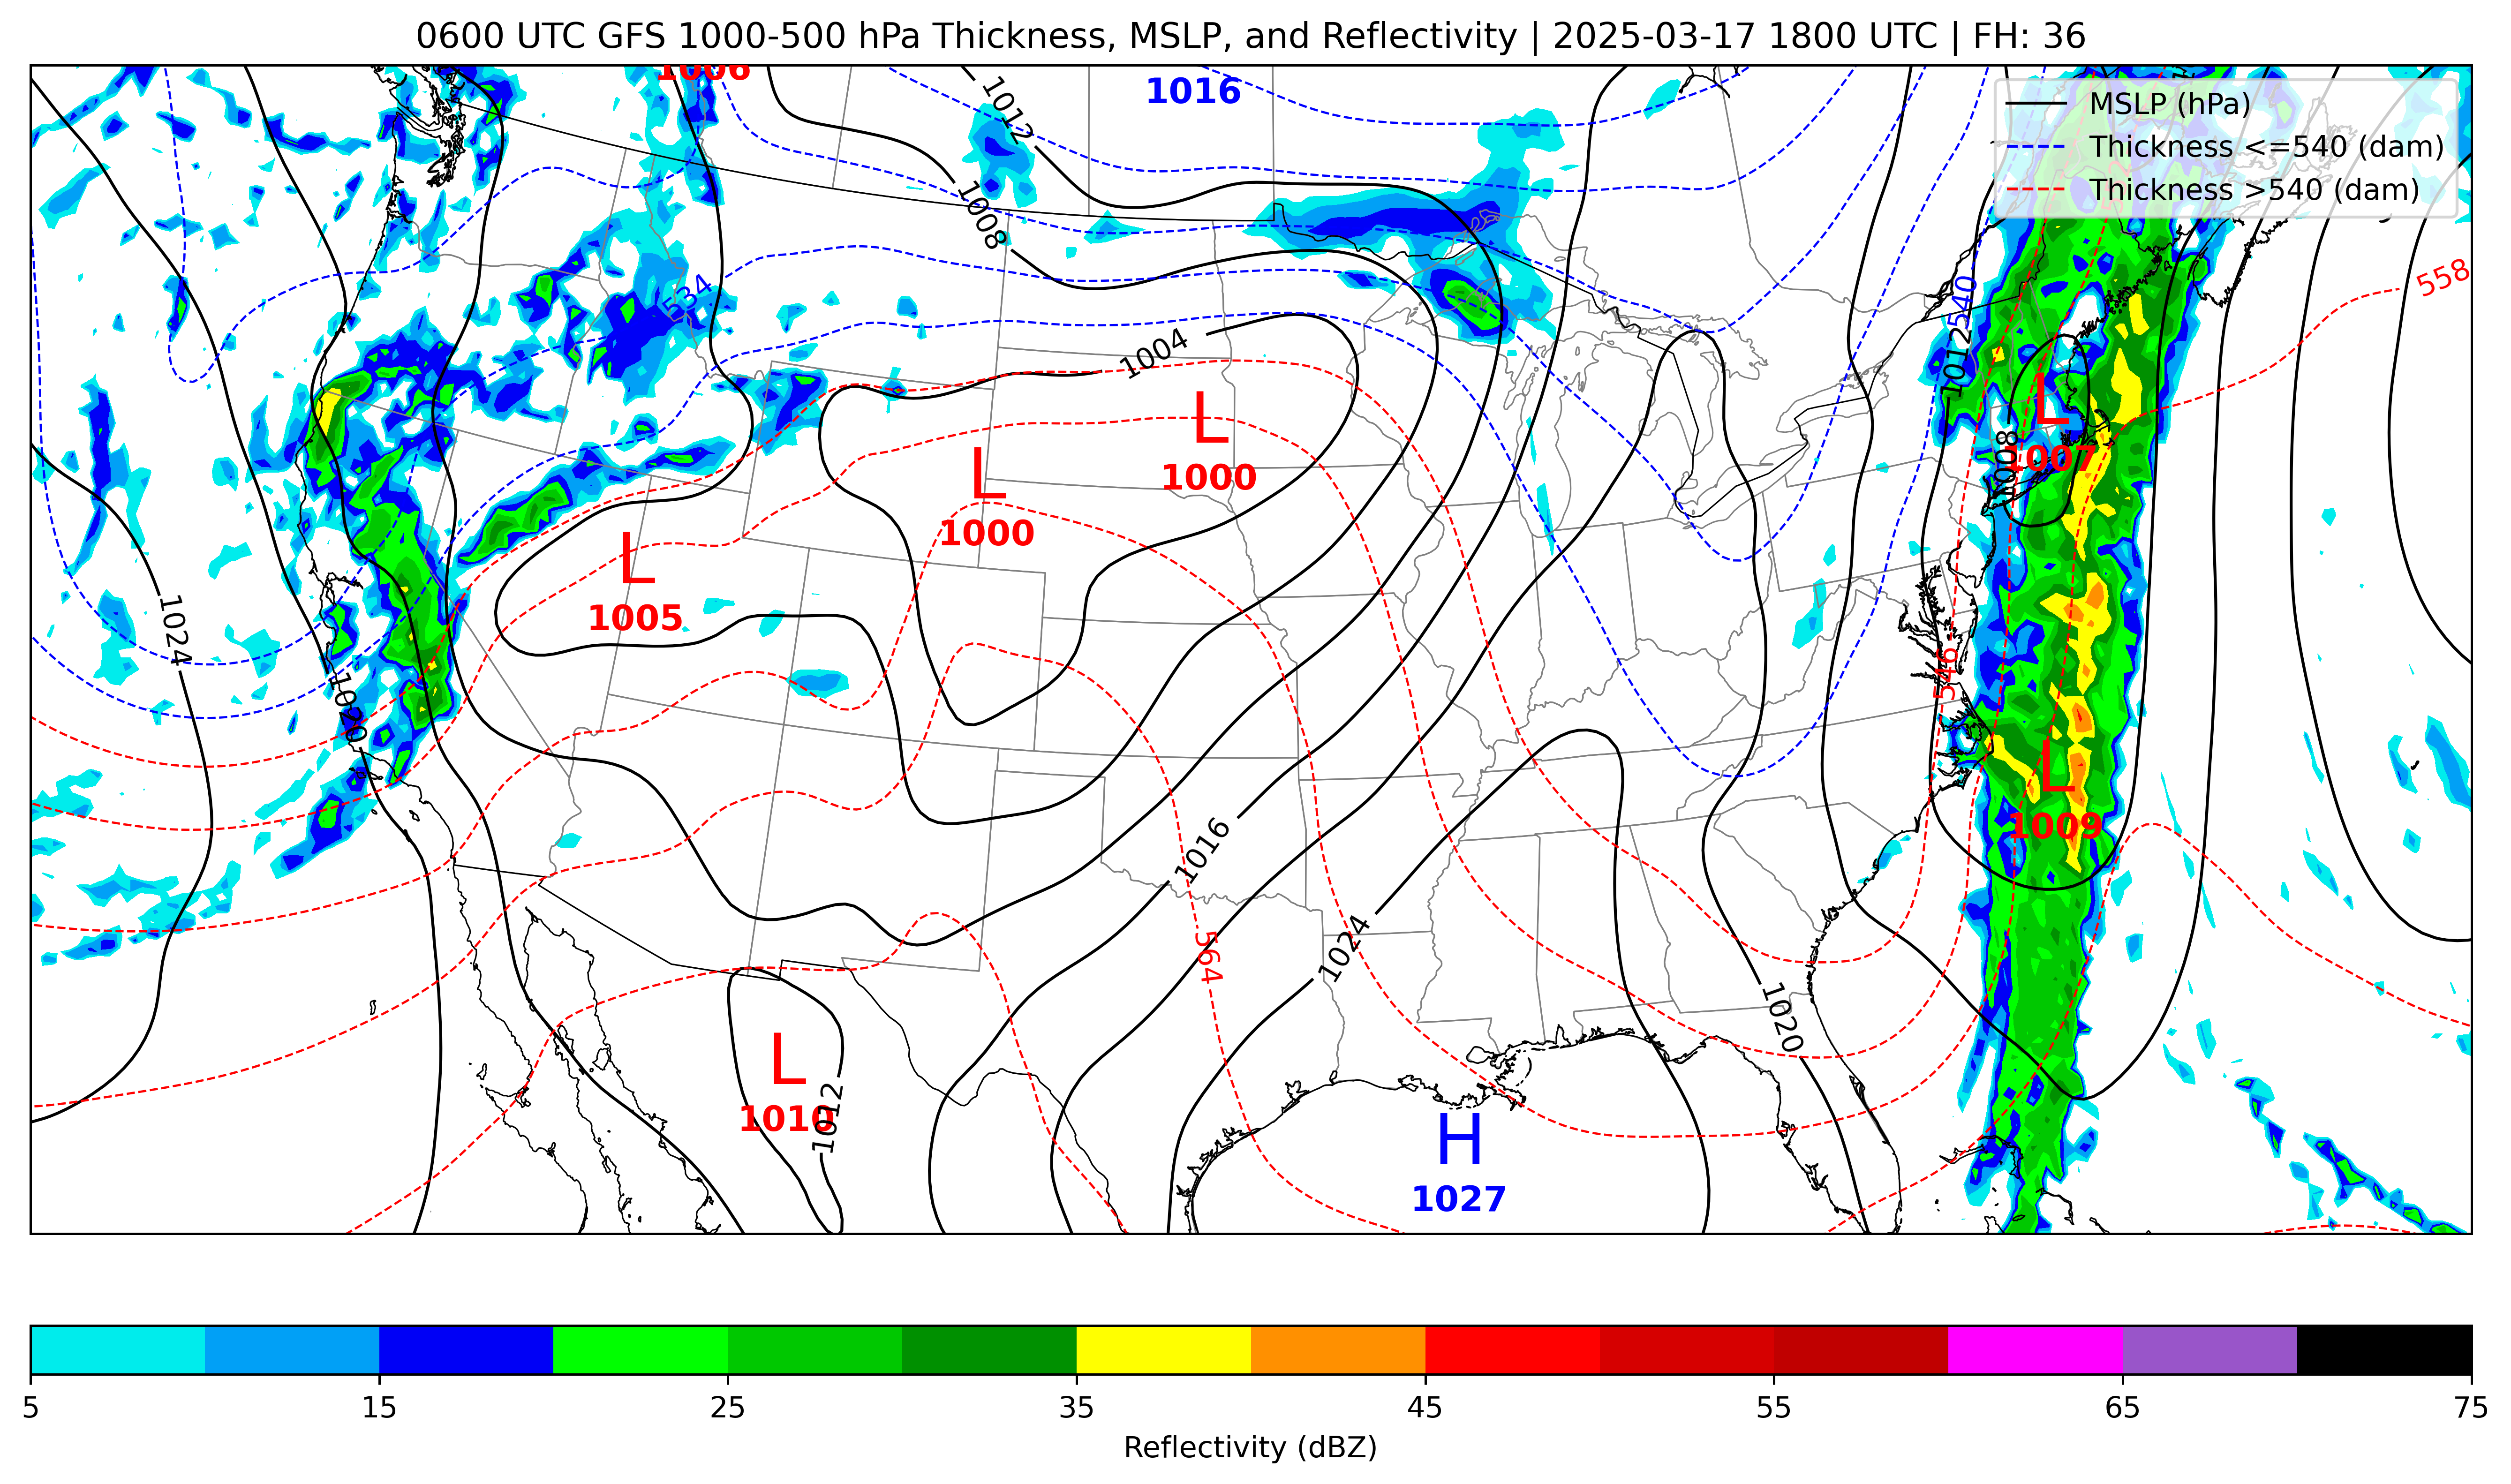 0600 UTC GFS 1000-500 hPa Thickness, MSLP, and Reflectivity | 2025-03-17 1800 UTC | FH: 36
1006
1016
MSLP (hPa)
Thickness <=540 (dam)
Thickness >540 (dam)
1012
1008
534
558
540
1012
1004
L
1000
L
1007
1008
L
1000
L
1005
1024
1020
546
L
1009
1016
1024
564
1020
L
1010
1012
H
1027
5 15 25 35 45 55 65 75
Reflectivity (dBZ)